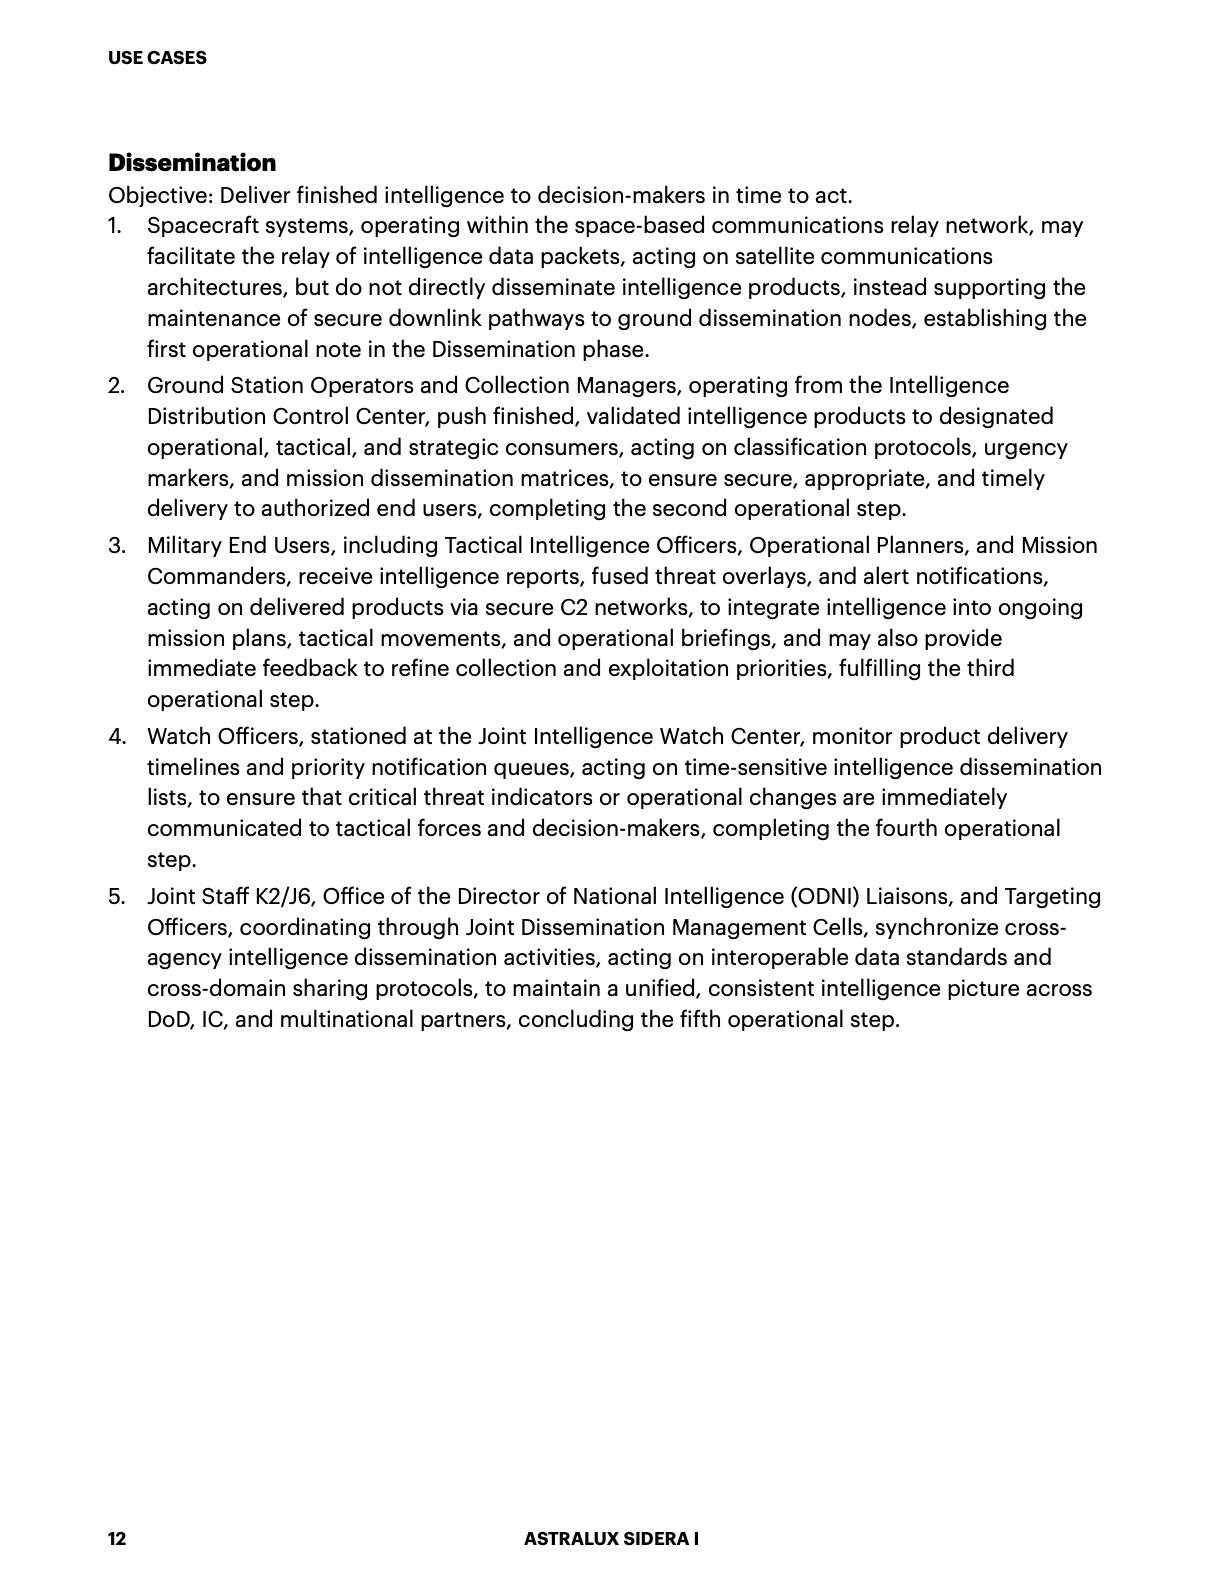 USE CASES
Dissemination
Objective: Deliver finished intelligence to decision-makers in time to act.
1. Spacecraft systems, operating within the space-based communications relay network, may
facilitate the relay of intelligence data packets, acting on satellite communications
architectures, but do not directly disseminate intelligence products, instead supporting the
maintenance of secure downlink pathways to ground dissemination nodes, establishing the
first operational note in the Dissemination phase.
2. Ground Station Operators and Collection Managers, operating from the Intelligence
Distribution Control Center, push finished, validated intelligence products to designated
operational, tactical, and strategic consumers, acting on classification protocols, urgency
markers, and mission dissemination matrices, to ensure secure, appropriate, and timely
delivery to authorized end users, completing the second operational step.
3. Military End Users, including Tactical Intelligence Officers, Operational Planners, and Mission
Commanders, receive intelligence reports, fused threat overlays, and alert notifications,
acting on delivered products via secure C2 networks, to integrate intelligence into ongoing
mission plans, tactical movements, and operational briefings, and may also provide
immediate feedback to refine collection and exploitation priorities, fulfilling the third
operational step.
4. Watch Officers, stationed at the Joint Intelligence Watch Center, monitor product delivery
timelines and priority notification queues, acting on time-sensitive intelligence dissemination
lists, to ensure that critical threat indicators or operational changes are immediately
communicated to tactical forces and decision-makers, completing the fourth operational
step.
5. Joint Staff K2/J6, Office of the Director of National Intelligence (ODNI) Liaisons, and Targeting
Officers, coordinating through Joint Dissemination Management Cells, synchronize cross-
agency intelligence dissemination activities, acting on interoperable data standards and
cross-domain sharing protocols, to maintain a unified, consistent intelligence picture across
DoD, IC, and multinational partners, concluding the fifth operational step.
12 ASTRALUX SIDERA I